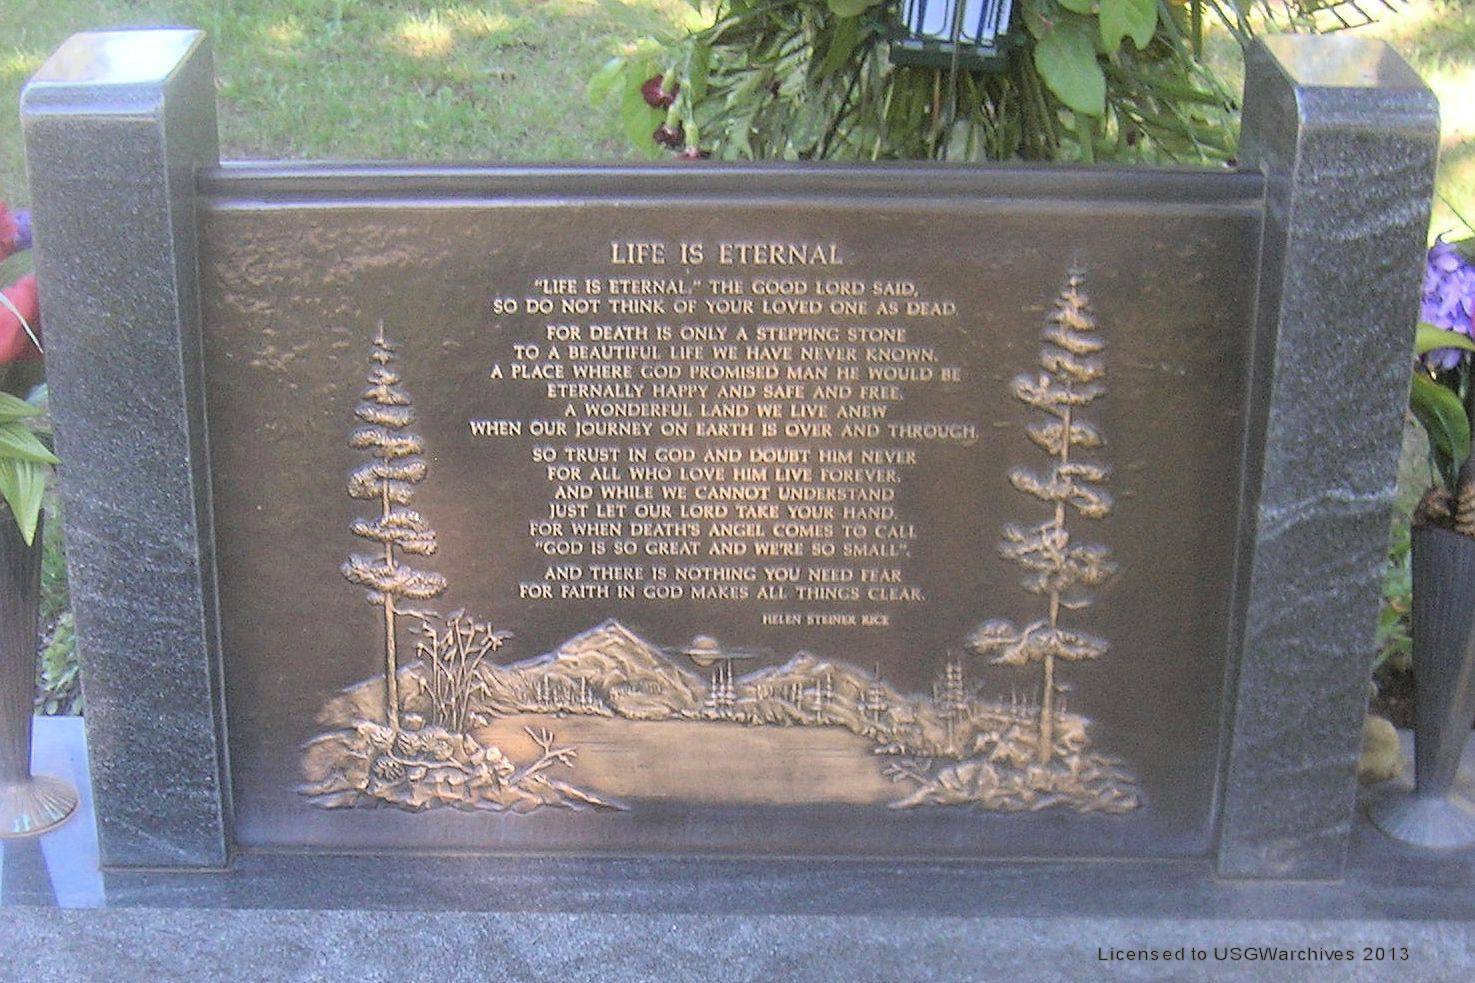 LIFE IS ETERNAL
"LIFE IS ETERNAL," THE GOOD LORD SAID,
SO DO NOT THINK OF YOUR LOVED ONE AS DEAD.
FOR DEATH IS ONLY A STEPPING STONE
TO A BEAUTIFUL LIFE WE HAVE NEVER KNOWN.
A PLACE WHERE GOD PROMISED MAN HE WOULD BE
ETERNALLY HAPPY AND SAFE AND FREE.
A WONDERFUL LAND WE LIVE ANEW
WHEN OUR JOURNEY ON EARTH IS OVER AND THROUGH.
SO TRUST IN GOD AND DOUBT HIM NEVER
FOR ALL WHO LOVE HIM LIVE FOREVER,
AND WHILE WE CANNOT UNDERSTAND
JUST LET OUR LORD TAKE YOUR HAND,
FOR WHEN DEATH'S ANGEL COMES TO CALL
"GOD IS SO GREAT AND WE'RE SO SMALL".
AND THERE IS NOTHING YOU NEED FEAR
FOR FAITH IN GOD MAKES ALL THINGS CLEAR.
HELEN STEINER RICE
Licensed to USGWarchives 2013